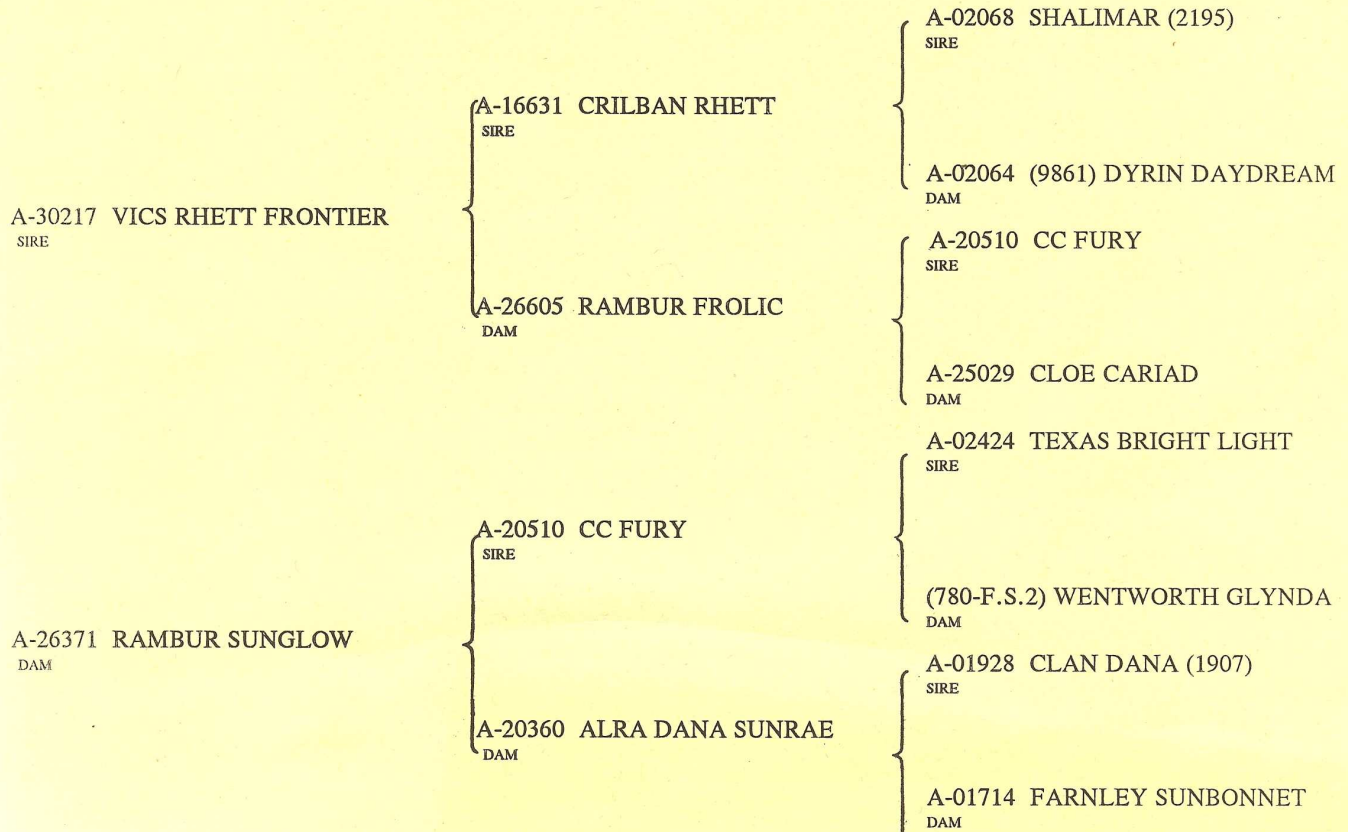 A-02068 SHALIMAR (2195)
SIRE
A-16631 CRILBAN RHETT
SIRE
A-02064 (9861) DYRIN DAYDREAM
DAM
A-30217 VICS RHETT FRONTIER
SIRE
A-20510 CC FURY
SIRE
A-26605 RAMBUR FROLIC
DAM
A-25029 CLOE CARIAD
DAM
A-02424 TEXAS BRIGHT LIGHT
SIRE
A-20510 CC FURY
SIRE
(780-F.S.2) WENTWORTH GLYNDA
DAM
A-26371 RAMBUR SUNGLOW
DAM
A-01928 CLAN DANA (1907)
SIRE
A-20360 ALRA DANA SUNRAE
DAM
A-01714 FARNLEY SUNBONNET
DAM